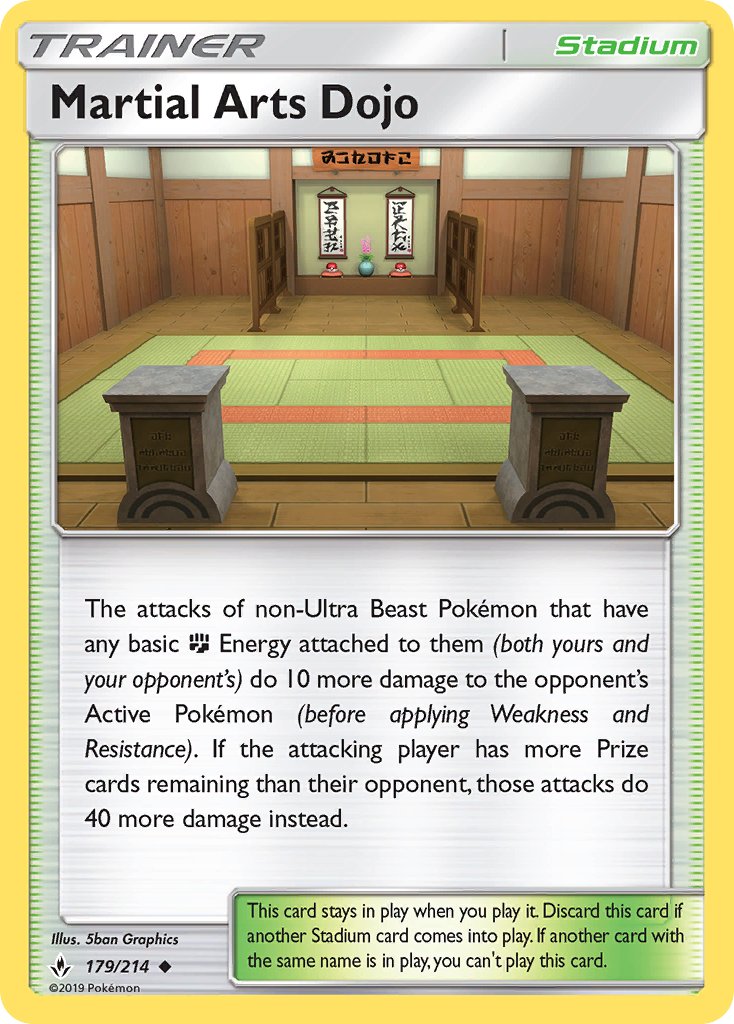 TRAINER
Stadium
Martial Arts Dojo
The attacks of non-Ultra Beast Pokémon that have
any basic Energy attached to them (both yours and
your opponent's) do 10 more damage to the opponent's
Active Pokémon (before applying Weakness and
Resistance). If the attacking player has more Prize
cards remaining than their opponent, those attacks do
40 more damage instead.
This card stays in play when you play it. Discard this card if
another Stadium card comes into play. If another card with
the same name is in play, you can't play this card.
Illus. 5ban Graphics
179/214
©2019 Pokémon